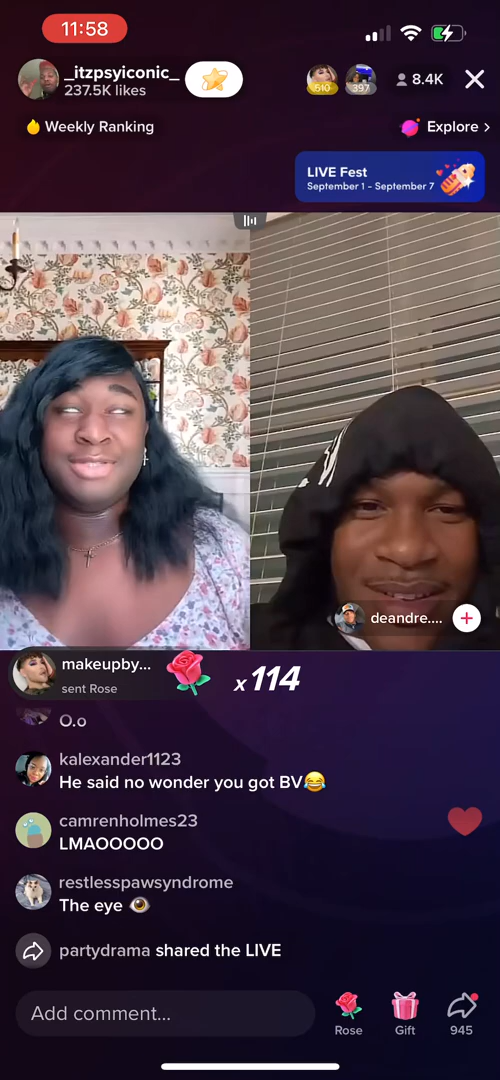 11:58
_itzpsyiconic_
237.5K likes
510
397
8.4K
Weekly Ranking
Explore >
LIVE Fest
September 1 - September 7
deandre....
makeupby...
sent Rose
x 114
O.o
kalexander1123
He said no wonder you got BV😂
camrenholmes23
LMAOOOOO
restlesspawsyndrome
The eye 👁
partydrama shared the LIVE
Add comment...
Rose
Gift
945